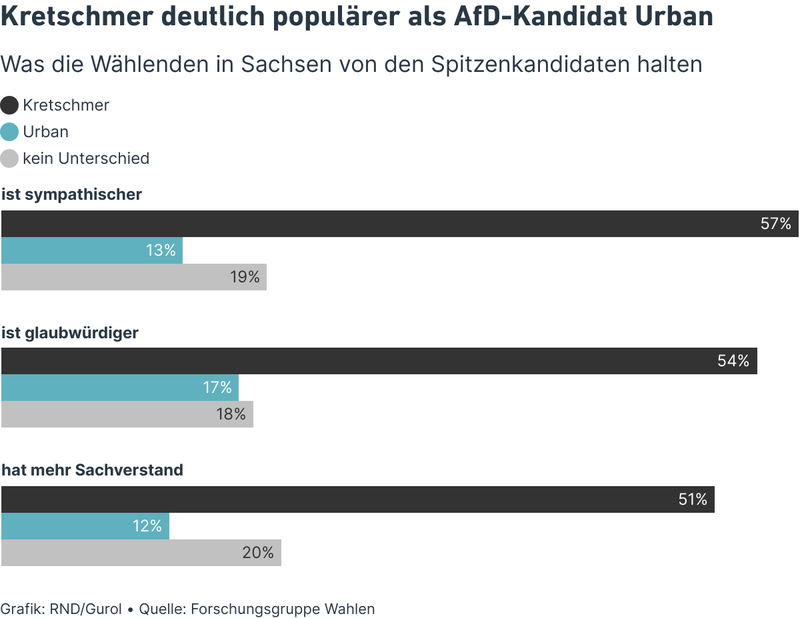 Kretschmer deutlich populärer als AfD-Kandidat Urban
Was die Wählenden in Sachsen von den Spitzenkandidaten halten
Kretschmer
Urban
kein Unterschied
ist sympathischer
57%
13%
19%
ist glaubwürdiger
54%
17%
18%
hat mehr Sachverstand
51%
12%
20%
Grafik: RND/Gurol • Quelle: Forschungsgruppe Wahlen